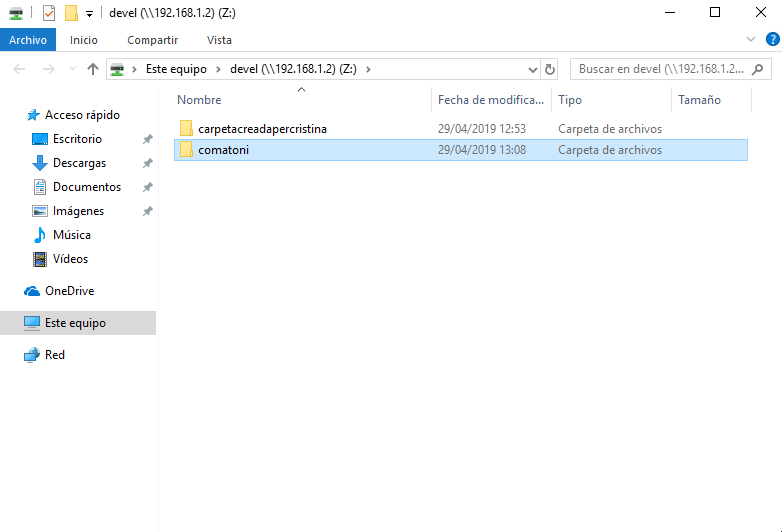 devel (\\192.168.1.2) (Z:)
Archivo Inicio Compartir Vista
Este equipo devel (\\192.168.1.2) (Z:)
Buscar en devel (\\192.168.1.2...
Nombre Fecha de modifica... Tipo Tamaño
carpetacreadapercristina 29/04/2019 12:53 Carpeta de archivos
comatoni 29/04/2019 13:08 Carpeta de archivos
Acceso rápido
Escritorio
Descargas
Documentos
Imágenes
Música
Vídeos
OneDrive
Este equipo
Red